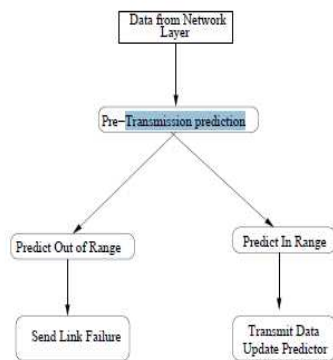 Data from Network
Layer
Pre-Transmission prediction
Predict Out of Range
Predict In Range
Send Link Failure
Transmit Data
Update Predictor